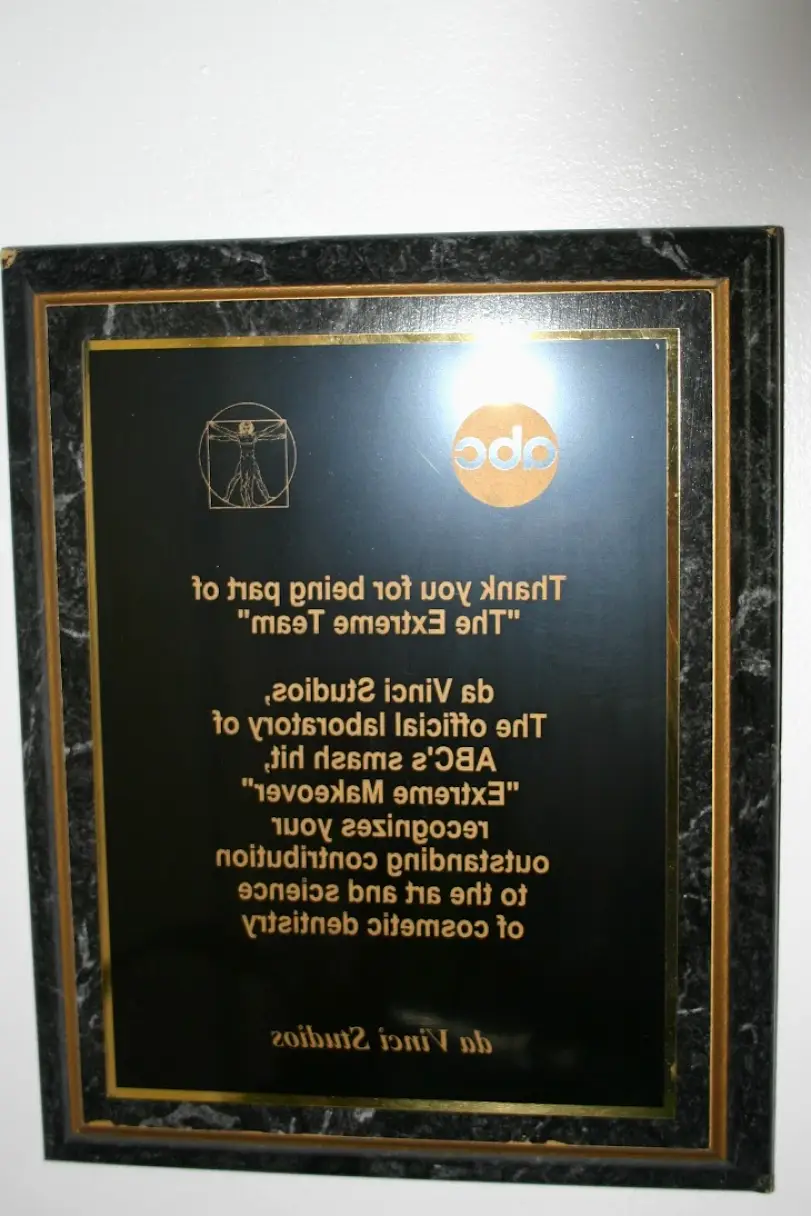 abc
Thank you for being part of
"The Extreme Team"
da Vinci Studios,
The official laboratory of
ABC's smash hit,
"Extreme Makeover"
recognizes your
outstanding contribution
to the art and science
of cosmetic dentistry
da Vinci Studios